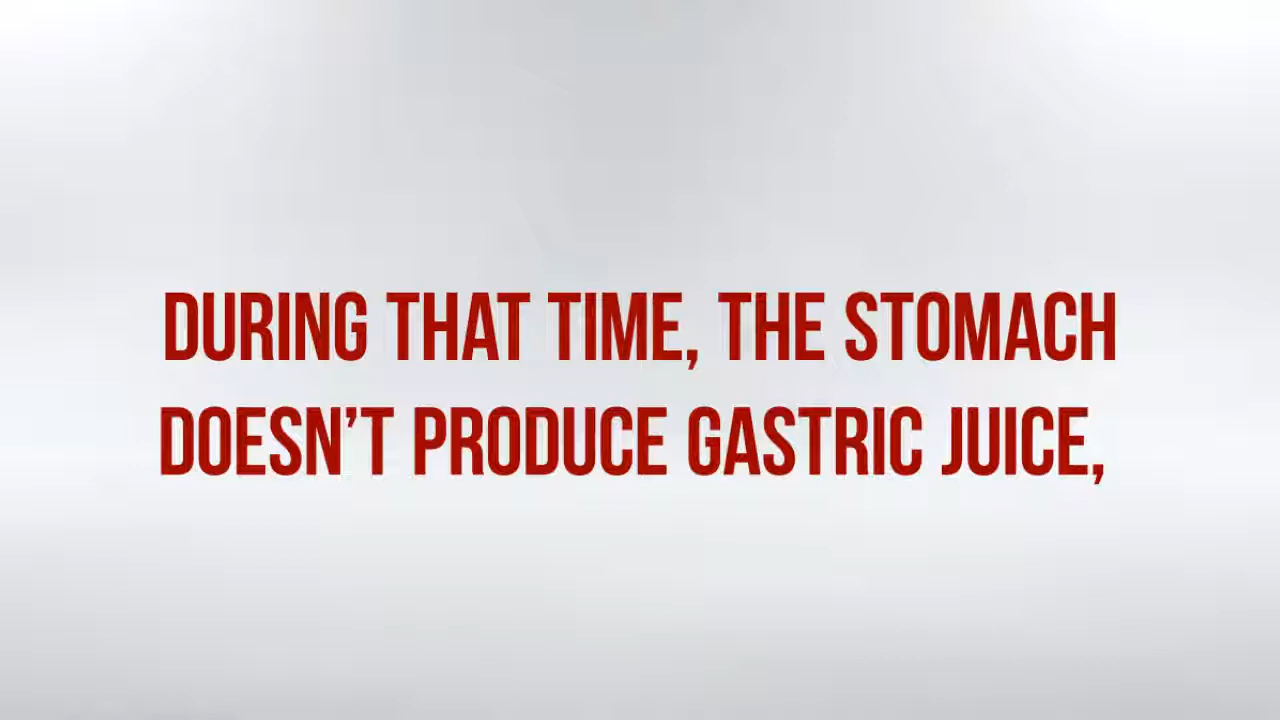 DURING THAT TIME, THE STOMACH
DOESN’T PRODUCE GASTRIC JUICE,